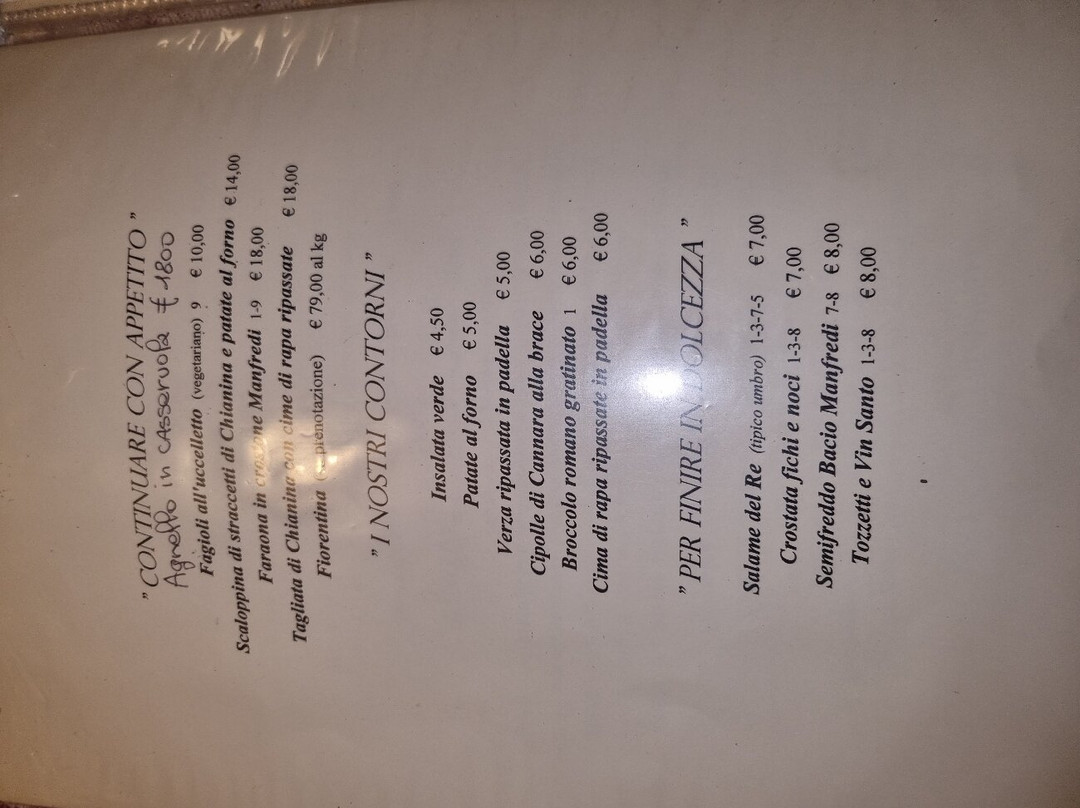 " CONTINUARE CON APPETITO "
Agnello in casseruola € 1800
Fagioli all'uccelletto (vegetariano) 9 € 10,00
Scaloppina di straccetti di Chianina e patate al forno € 14,00
Faraona in crostone Manfredi 1-9 € 18,00
Tagliata di Chianina con cime di rapa ripassate € 18,00
Fiorentina prenotazione) € 79,00 al kg
" I NOSTRI CONTORNI "
Insalata verde € 4,50
Patate al forno € 5,00
Verza ripassata in padella € 5,00
Cipolle di Cannara alla brace € 6,00
Broccolo romano gratinato 1 € 6,00
Cima di rapa ripassate in padella € 6,00
" PER FINIRE IN DOLCEZZA "
Salame del Re (tipico umbro) 1-3-7-5 € 7,00
Crostata fichi e noci 1-3-8 € 7,00
Semifreddo Bacio Manfredi 7-8 € 8,00
Tozzetti e Vin Santo 1-3-8 € 8,00